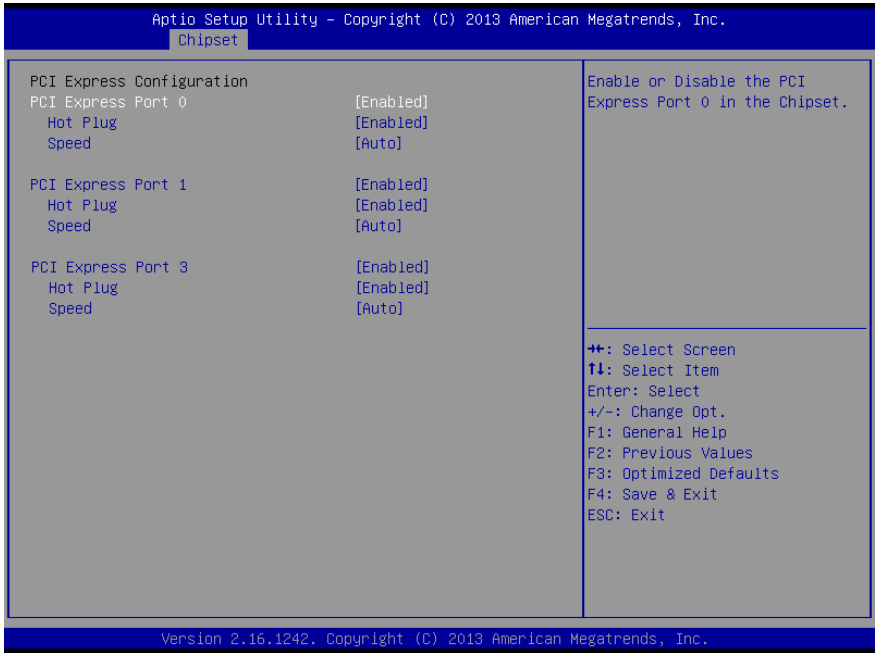 Aptio Setup Utility – Copyright (C) 2013 American Megatrends, Inc.
Chipset
PCI Express Configuration
PCI Express Port 0 [Enabled]
Hot Plug [Enabled]
Speed [Auto]
PCI Express Port 1 [Enabled]
Hot Plug [Enabled]
Speed [Auto]
PCI Express Port 3 [Enabled]
Hot Plug [Enabled]
Speed [Auto]
Enable or Disable the PCI
Express Port 0 in the Chipset.
→←: Select Screen
↑↓: Select Item
Enter: Select
+/-: Change Opt.
F1: General Help
F2: Previous Values
F3: Optimized Defaults
F4: Save & Exit
ESC: Exit
Version 2.16.1242. Copyright (C) 2013 American Megatrends, Inc.